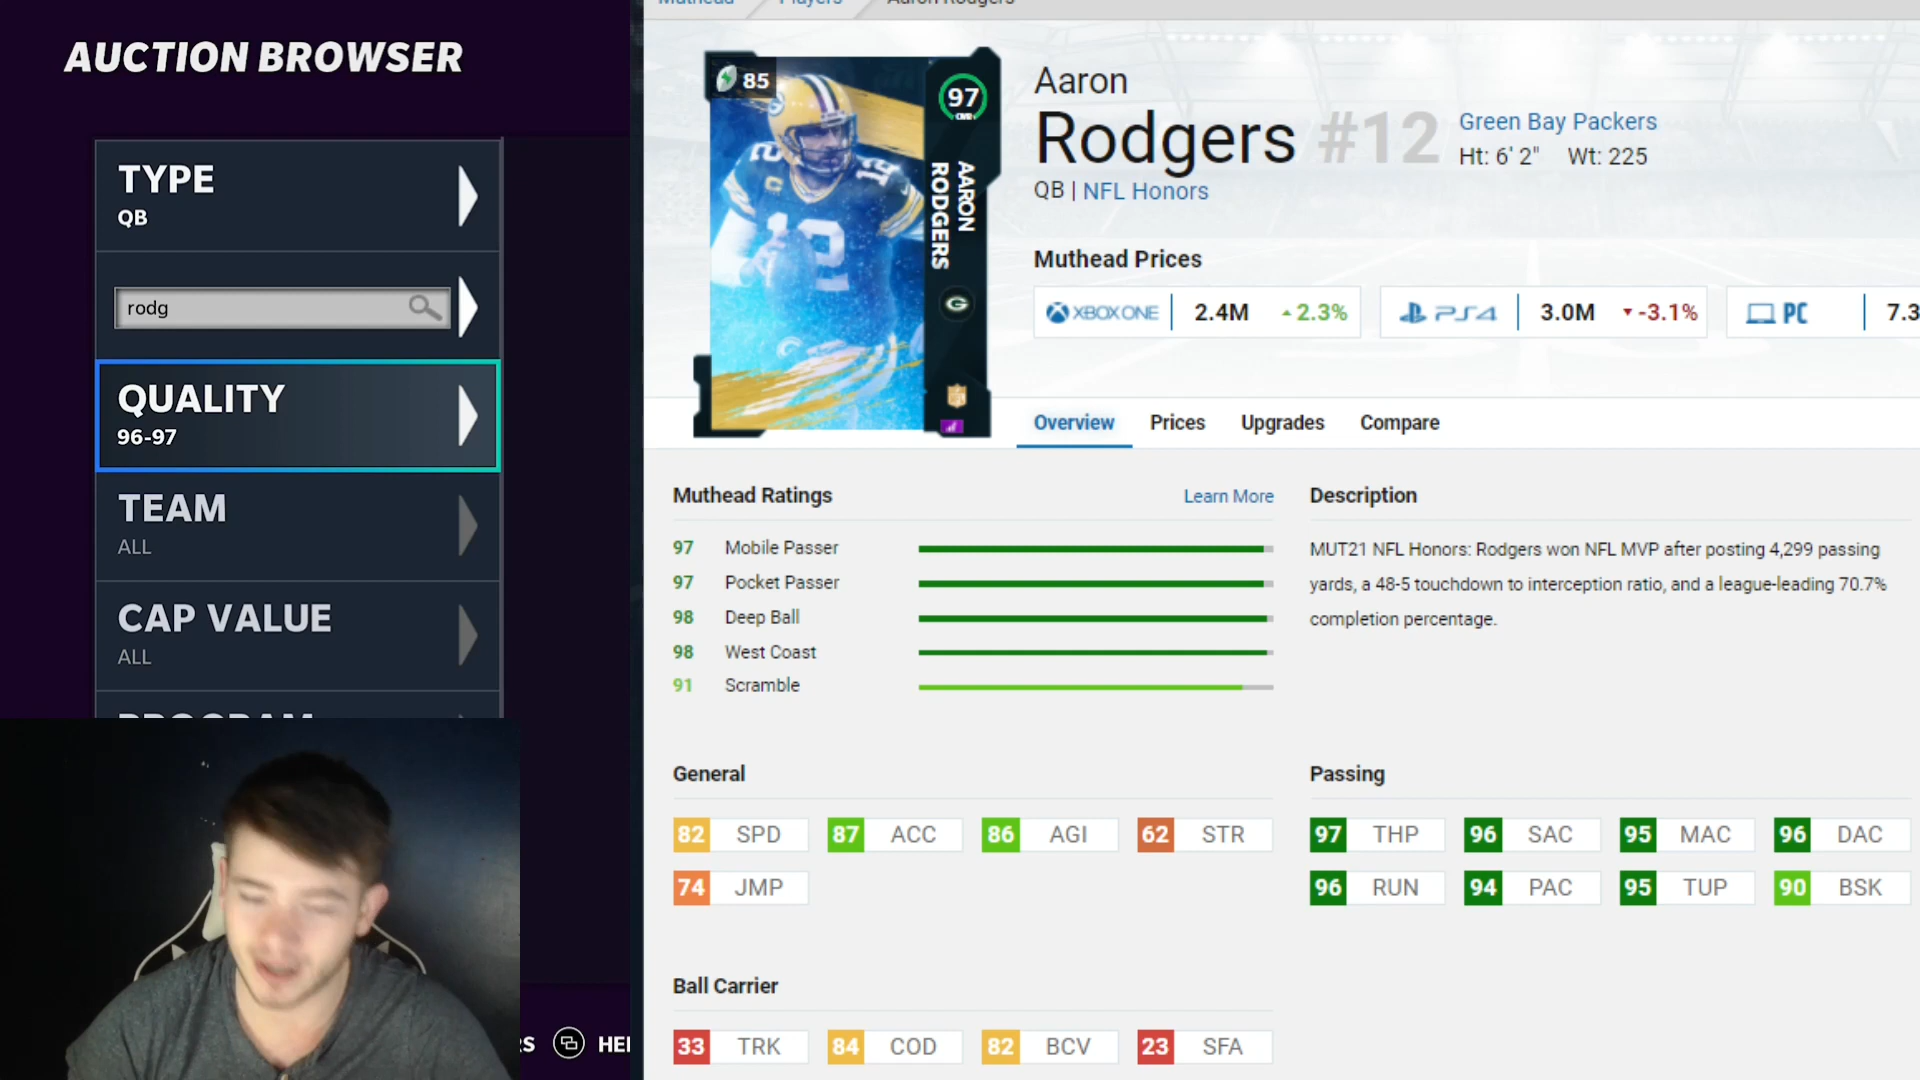 AUCTION BROWSER
TYPE
QB
rodg
QUALITY
96-97
TEAM
ALL
CAP VALUE
ALL
PROGRAM
HEL
Muthead
Players
Aaron Rodgers
85
97
OVR
AARON
RODGERS
Aaron
Rodgers #12
Green Bay Packers
Ht: 6' 2" Wt: 225
QB | NFL Honors
Muthead Prices
XBOX ONE 2.4M 2.3%
PS4 3.0M -3.1%
PC 7.3
Overview Prices Upgrades Compare
Muthead Ratings Learn More
97 Mobile Passer
97 Pocket Passer
98 Deep Ball
98 West Coast
91 Scramble
Description
MUT21 NFL Honors: Rodgers won NFL MVP after posting 4,299 passing
yards, a 48-5 touchdown to interception ratio, and a league-leading 70.7%
completion percentage.
General
82 SPD 87 ACC 86 AGI 62 STR
74 JMP
Passing
97 THP 96 SAC 95 MAC 96 DAC
96 RUN 94 PAC 95 TUP 90 BSK
Ball Carrier
33 TRK 84 COD 82 BCV 23 SFA